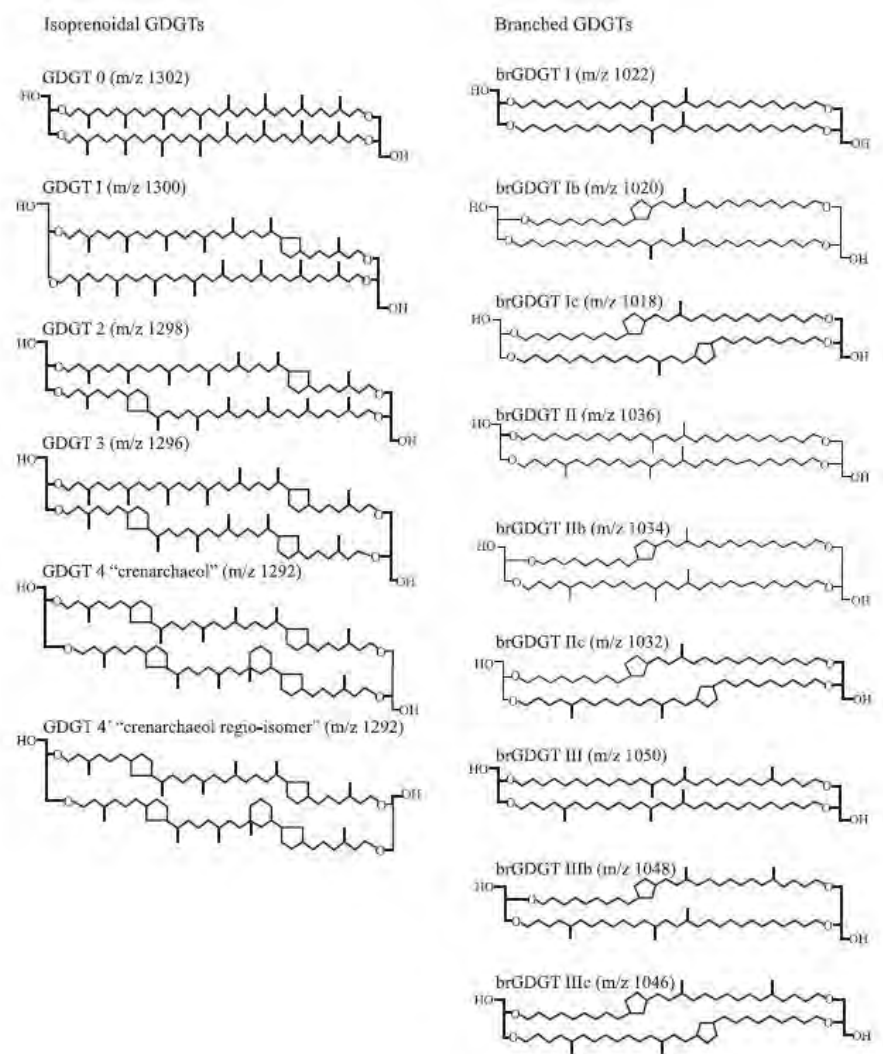 Isoprenoidal GDGTs
GDGT 0 (m/z 1302)
HO
O O
O O
OH
GDGT I (m/z 1300)
HO
O O
O O
OH
GDGT 2 (m/z 1298)
HO
O O
O O
OH
GDGT 3 (m/z 1296)
HO
O O
O O
OH
GDGT 4 “crenarchaeol” (m/z 1292)
HO
O O
O O
OH
GDGT 4' “crenarchaeol regio-isomer” (m/z 1292)
HO
O O OH
O O
Branched GDGTs
brGDGT I (m/z 1022)
HO
O O
O O
OH
brGDGT Ib (m/z 1020)
HO
O O
O O
OH
brGDGT Ic (m/z 1018)
HO
O O
O O
OH
brGDGT II (m/z 1036)
HO
O O
O O
OH
brGDGT IIb (m/z 1034)
HO
O O
O O
OH
brGDGT IIc (m/z 1032)
HO
O O
O O
OH
brGDGT III (m/z 1050)
HO
O O
O O
OH
brGDGT IIIb (m/z 1048)
HO
O O
O O
OH
brGDGT IIIc (m/z 1046)
HO
O O
O O
OH